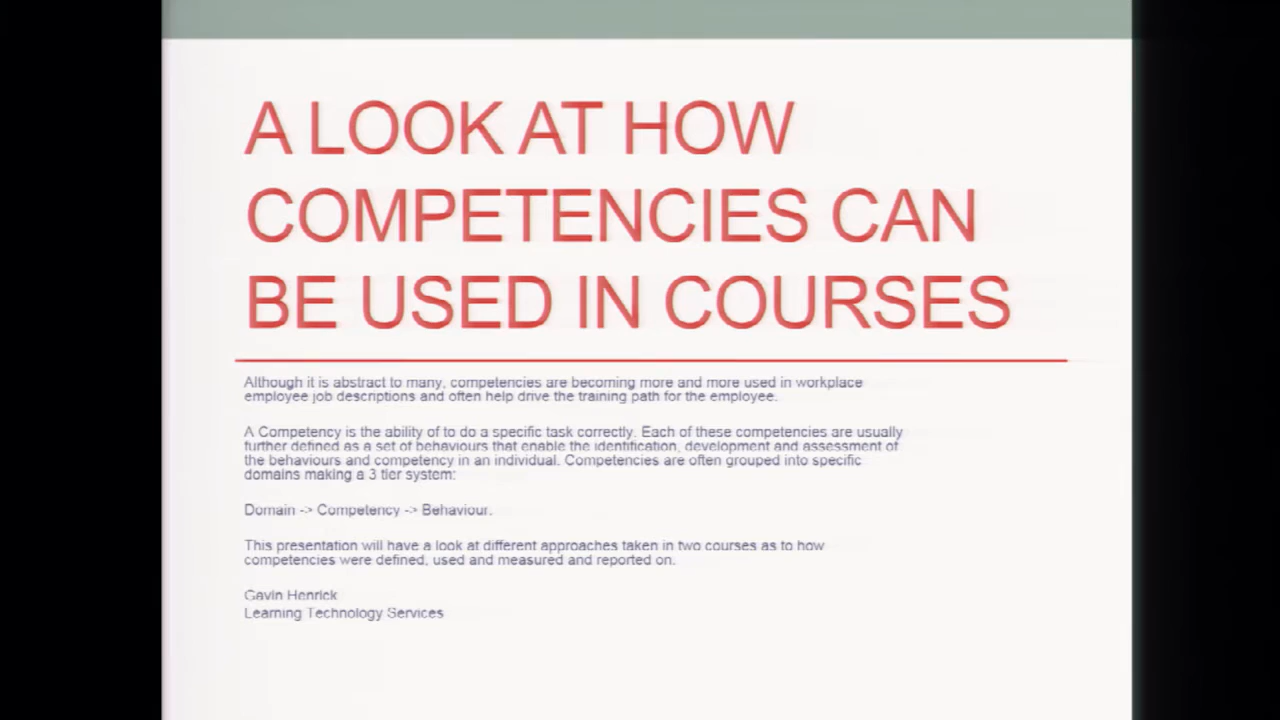 A LOOK AT HOW
COMPETENCIES CAN
BE USED IN COURSES
Although it is abstract to many, competencies are becoming more and more used in workplace
employee job descriptions and often help drive the training path for the employee.
A Competency is the ability of to do a specific task correctly. Each of these competencies are usually
further defined as a set of behaviours that enable the identification, development and assessment of
the behaviours and competency in an individual. Competencies are often grouped into specific
domains making a 3 tier system:
Domain -> Competency -> Behaviour.
This presentation will have a look at different approaches taken in two courses as to how
competencies were defined, used and measured and reported on.
Gavin Henrick
Learning Technology Services